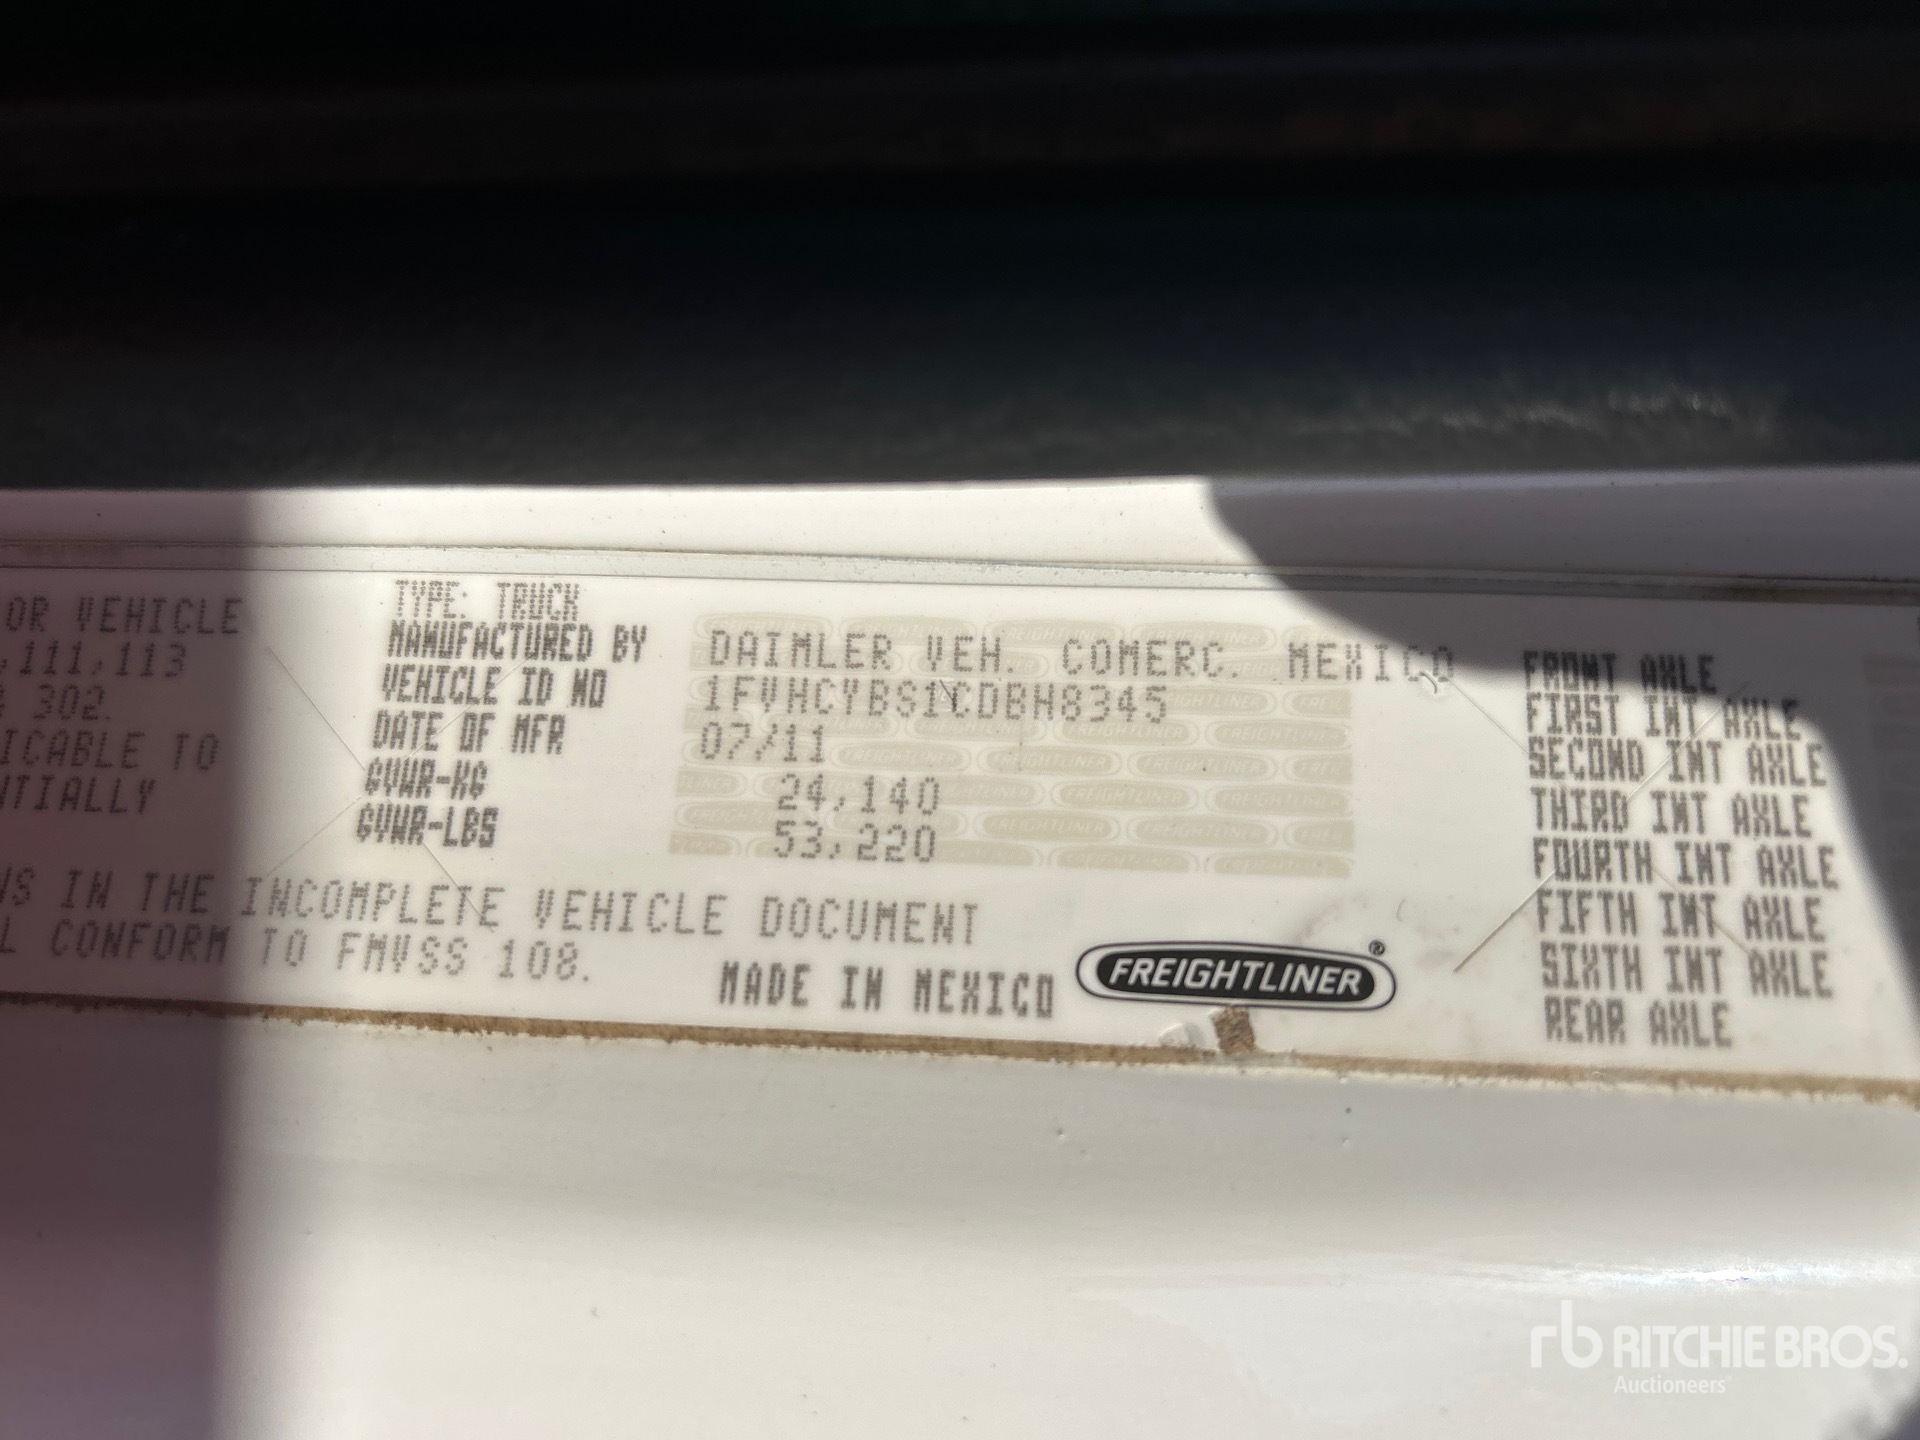 OR VEHICLE
,111,113
302.
ICABLE TO
NTIALLY
NS IN THE INCOMPLETE VEHICLE DOCUMENT
L CONFORM TO FMVSS 108.
TYPE: TRUCK
MANUFACTURED BY DAIMLER VEH. COMERC. MEXICO
VEHICLE ID NO 1FVHCYBS1CDBH8345
DATE OF MFR 07/11
GVWR-KG 24,140
GVWR-LBS 53,220
MADE IN MEXICO FREIGHTLINER®
FRONT AXLE
FIRST INT AXLE
SECOND INT AXLE
THIRD INT AXLE
FOURTH INT AXLE
FIFTH INT AXLE
SIXTH INT AXLE
REAR AXLE
rb RITCHIE BROS.
Auctioneers